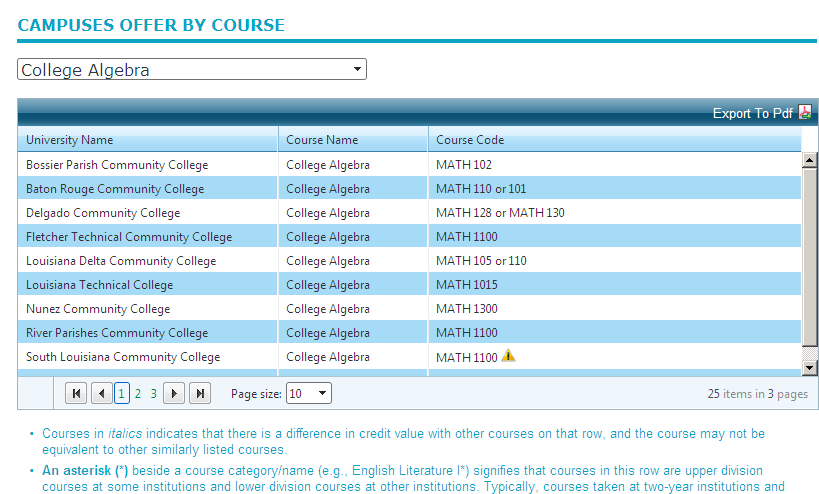 CAMPUSES OFFER BY COURSE
College Algebra
Export To Pdf
University Name Course Name Course Code
Bossier Parish Community College College Algebra MATH 102
Baton Rouge Community College College Algebra MATH 110 or 101
Delgado Community College College Algebra MATH 128 or MATH 130
Fletcher Technical Community College College Algebra MATH 1100
Louisiana Delta Community College College Algebra MATH 105 or 110
Louisiana Technical College College Algebra MATH 1015
Nunez Community College College Algebra MATH 1300
River Parishes Community College College Algebra MATH 1100
South Louisiana Community College College Algebra MATH 1100
1 2 3 Page size: 10 25 items in 3 pages
• Courses in italics indicates that there is a difference in credit value with other courses on that row, and the course may not be
equivalent to other similarly listed courses.
• An asterisk (*) beside a course category/name (e.g., English Literature I*) signifies that courses in this row are upper division
courses at some institutions and lower division courses at other institutions. Typically, courses taken at two-year institutions and